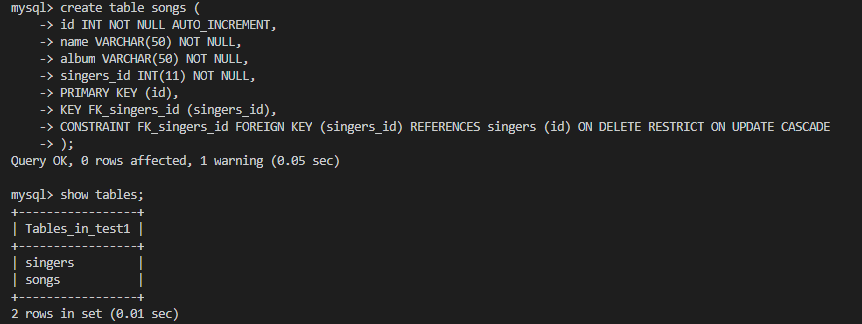 mysql> create table songs (
    -> id INT NOT NULL AUTO_INCREMENT,
    -> name VARCHAR(50) NOT NULL,
    -> album VARCHAR(50) NOT NULL,
    -> singers_id INT(11) NOT NULL,
    -> PRIMARY KEY (id),
    -> KEY FK_singers_id (singers_id),
    -> CONSTRAINT FK_singers_id FOREIGN KEY (singers_id) REFERENCES singers (id) ON DELETE RESTRICT ON UPDATE CASCADE
    -> );
Query OK, 0 rows affected, 1 warning (0.05 sec)

mysql> show tables;
+-----------------+
| Tables_in_test1 |
+-----------------+
| singers         |
| songs           |
+-----------------+
2 rows in set (0.01 sec)